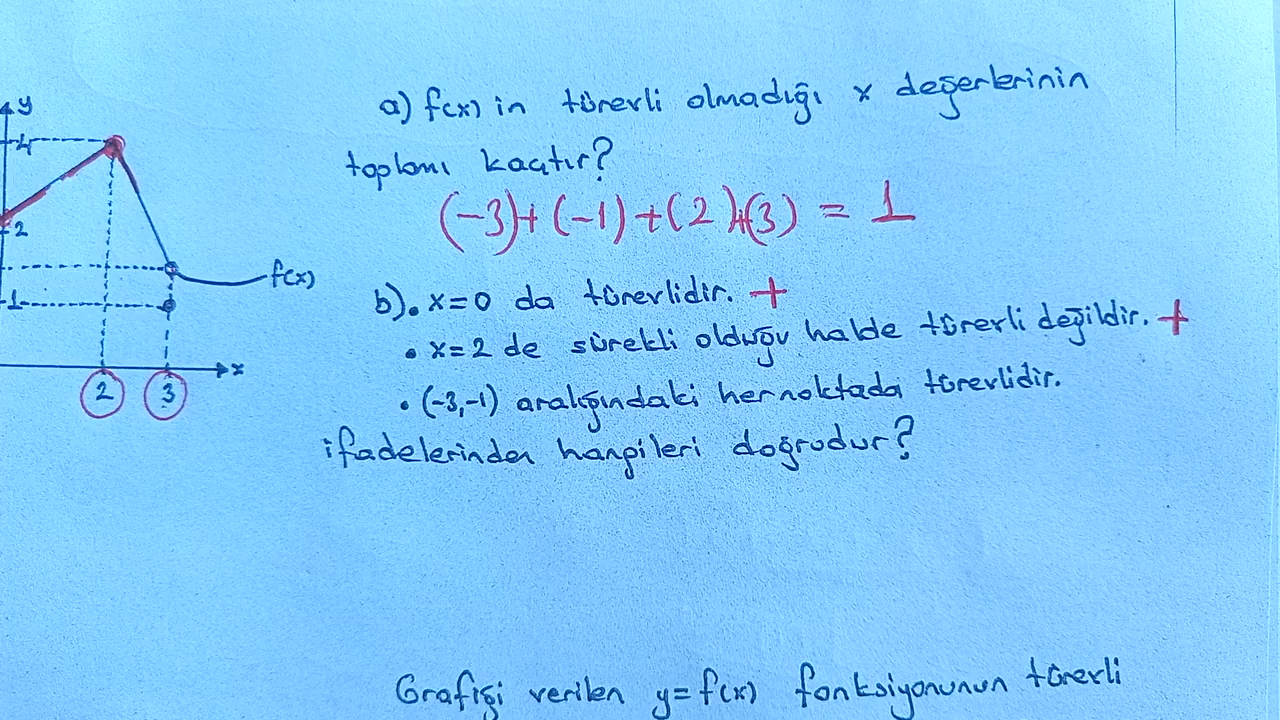 y
4
2
1
f(x)
x
2
3
a) f(x) in türevli olmadığı x değerlerinin
toplamı kaçtır?
(-3)+(-1)+(2)+(3) = 1
b). x=0 da türevlidir. +
• x=2 de sürekli olduğu halde türevli değildir. +
• (-3,-1) aralığındaki her noktada türevlidir.
ifadelerinden hangileri doğrudur?
Grafiği verilen y=f(x) fonksiyonunun türevli